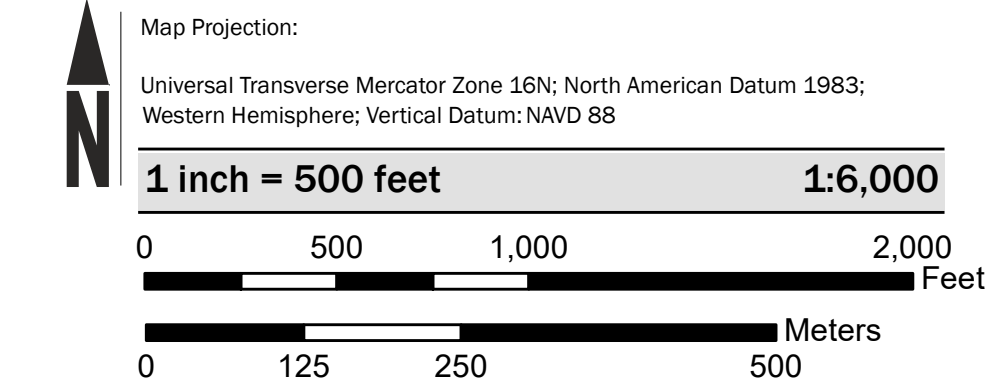 N
Map Projection:
Universal Transverse Mercator Zone 16N; North American Datum 1983;
Western Hemisphere; Vertical Datum: NAVD 88
1 inch = 500 feet 1:6,000
0 500 1,000 2,000
Feet
Meters
0 125 250 500